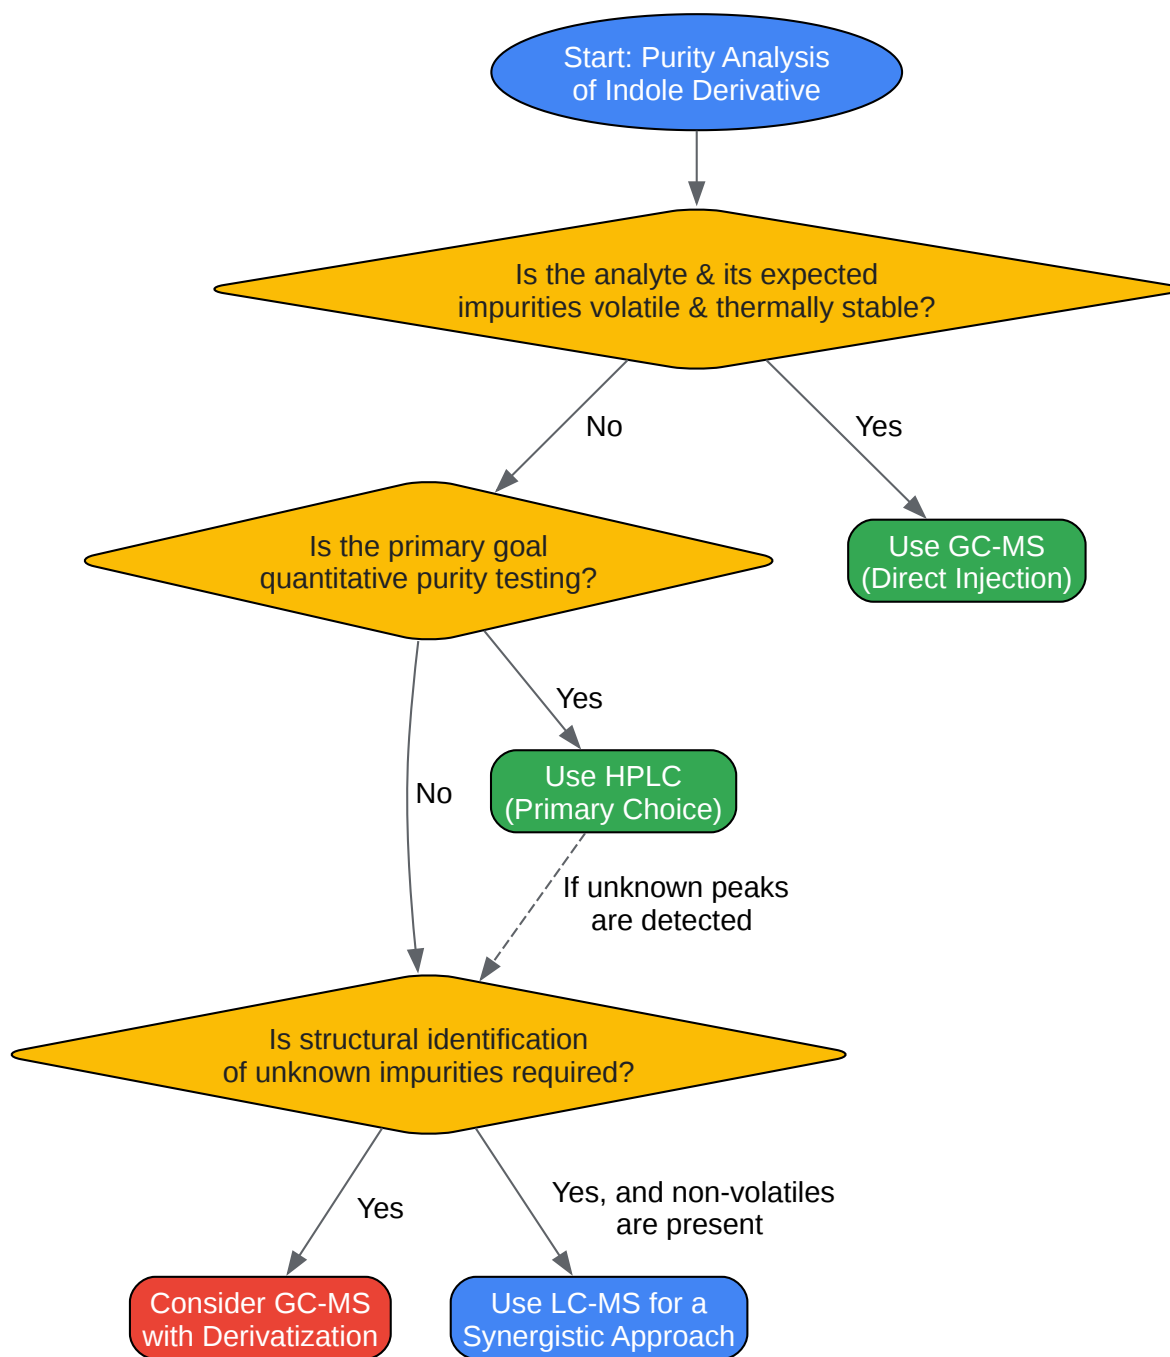 Start: Purity Analysis
of Indole Derivative
Is the analyte & its expected
impurities volatile & thermally stable?
No
Yes
Is the primary goal
quantitative purity testing?
Use GC-MS
(Direct Injection)
Yes
No
Use HPLC
(Primary Choice)
If unknown peaks
are detected
Is structural identification
of unknown impurities required?
Yes
Yes, and non-volatiles
are present
Consider GC-MS
with Derivatization
Use LC-MS for a
Synergistic Approach